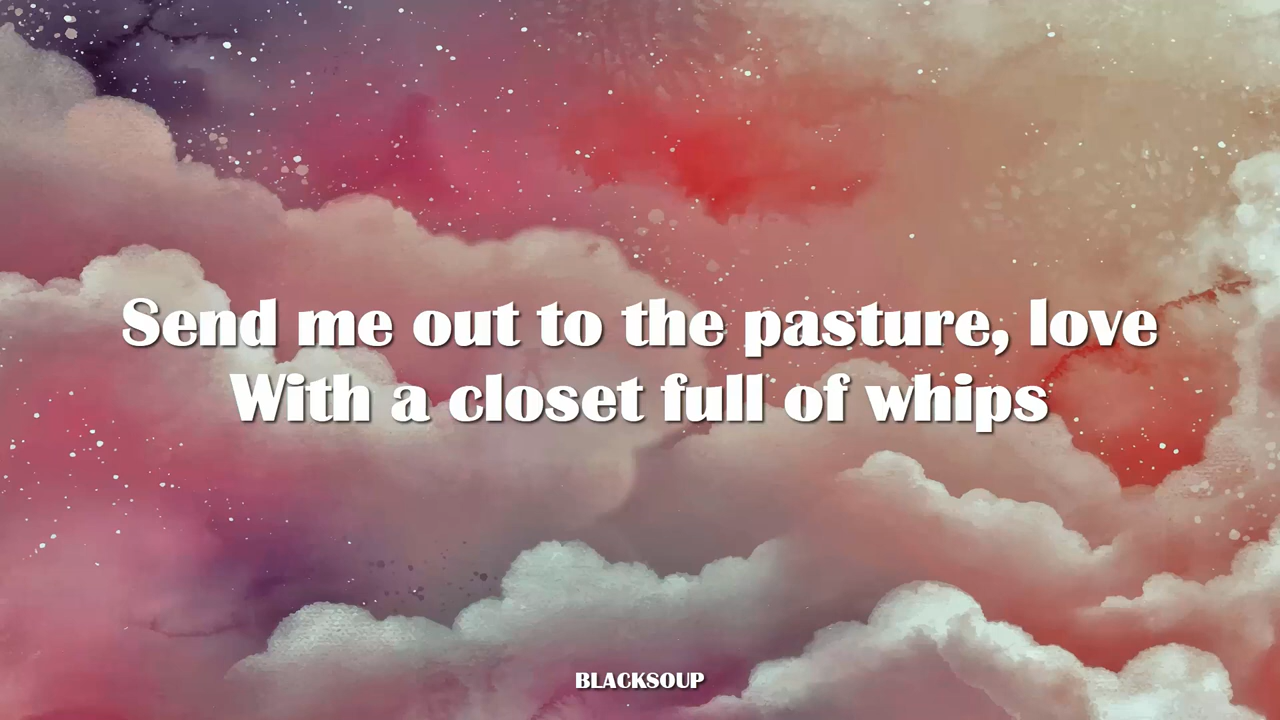 Send me out to the pasture, love
With a closet full of whips
BLACKSOUP